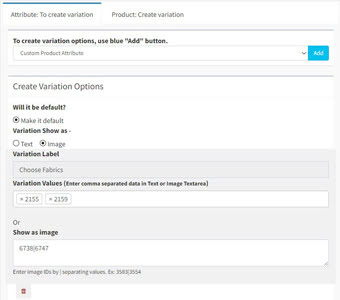 Attribute: To create variation
Product: Create variation
To create variation options, use blue "Add" button.
Custom Product Attribute
Add
Create Variation Options
Will it be default?
Make it default
Variation Show as -
Text
Image
Variation Label
Choose Fabrics
Variation Values (Enter comma separated data in Text or Image Textarea)
× 2155 × 2159
Or
Show as image
6738|6747
Enter Image IDs by | separating values. Ex: 3583|3554